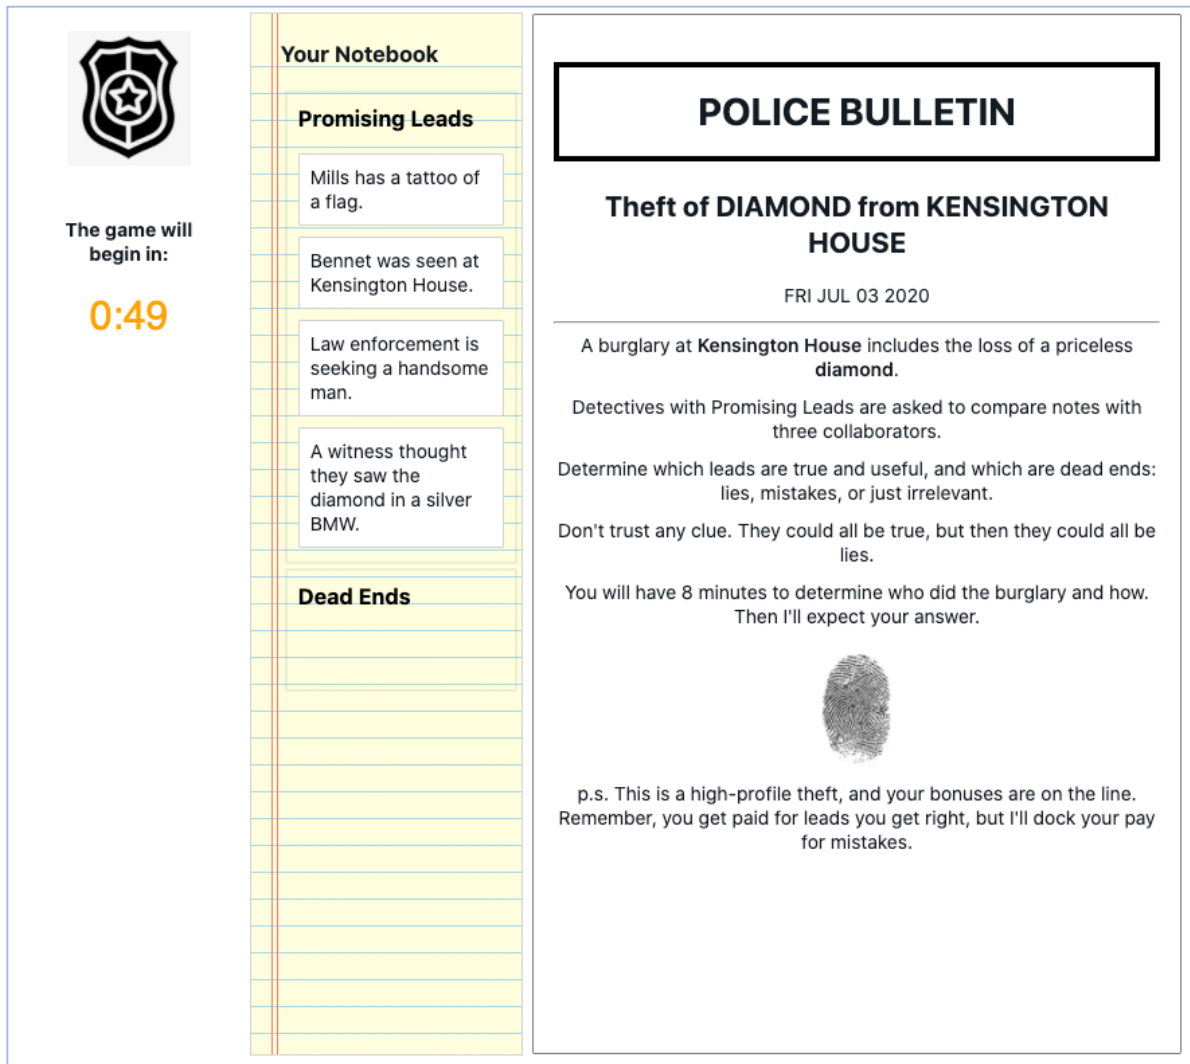 The game will
begin in:
0:49
Your Notebook
Promising Leads
Mills has a tattoo of
a flag.
Bennet was seen at
Kensington House.
Law enforcement is
seeking a handsome
man.
A witness thought
they saw the
diamond in a silver
BMW.
Dead Ends
POLICE BULLETIN
Theft of DIAMOND from KENSINGTON
HOUSE
FRI JUL 03 2020
A burglary at Kensington House includes the loss of a priceless
diamond.
Detectives with Promising Leads are asked to compare notes with
three collaborators.
Determine which leads are true and useful, and which are dead ends:
lies, mistakes, or just irrelevant.
Don't trust any clue. They could all be true, but then they could all be
lies.
You will have 8 minutes to determine who did the burglary and how.
Then I'll expect your answer.
p.s. This is a high-profile theft, and your bonuses are on the line.
Remember, you get paid for leads you get right, but I'll dock your pay
for mistakes.